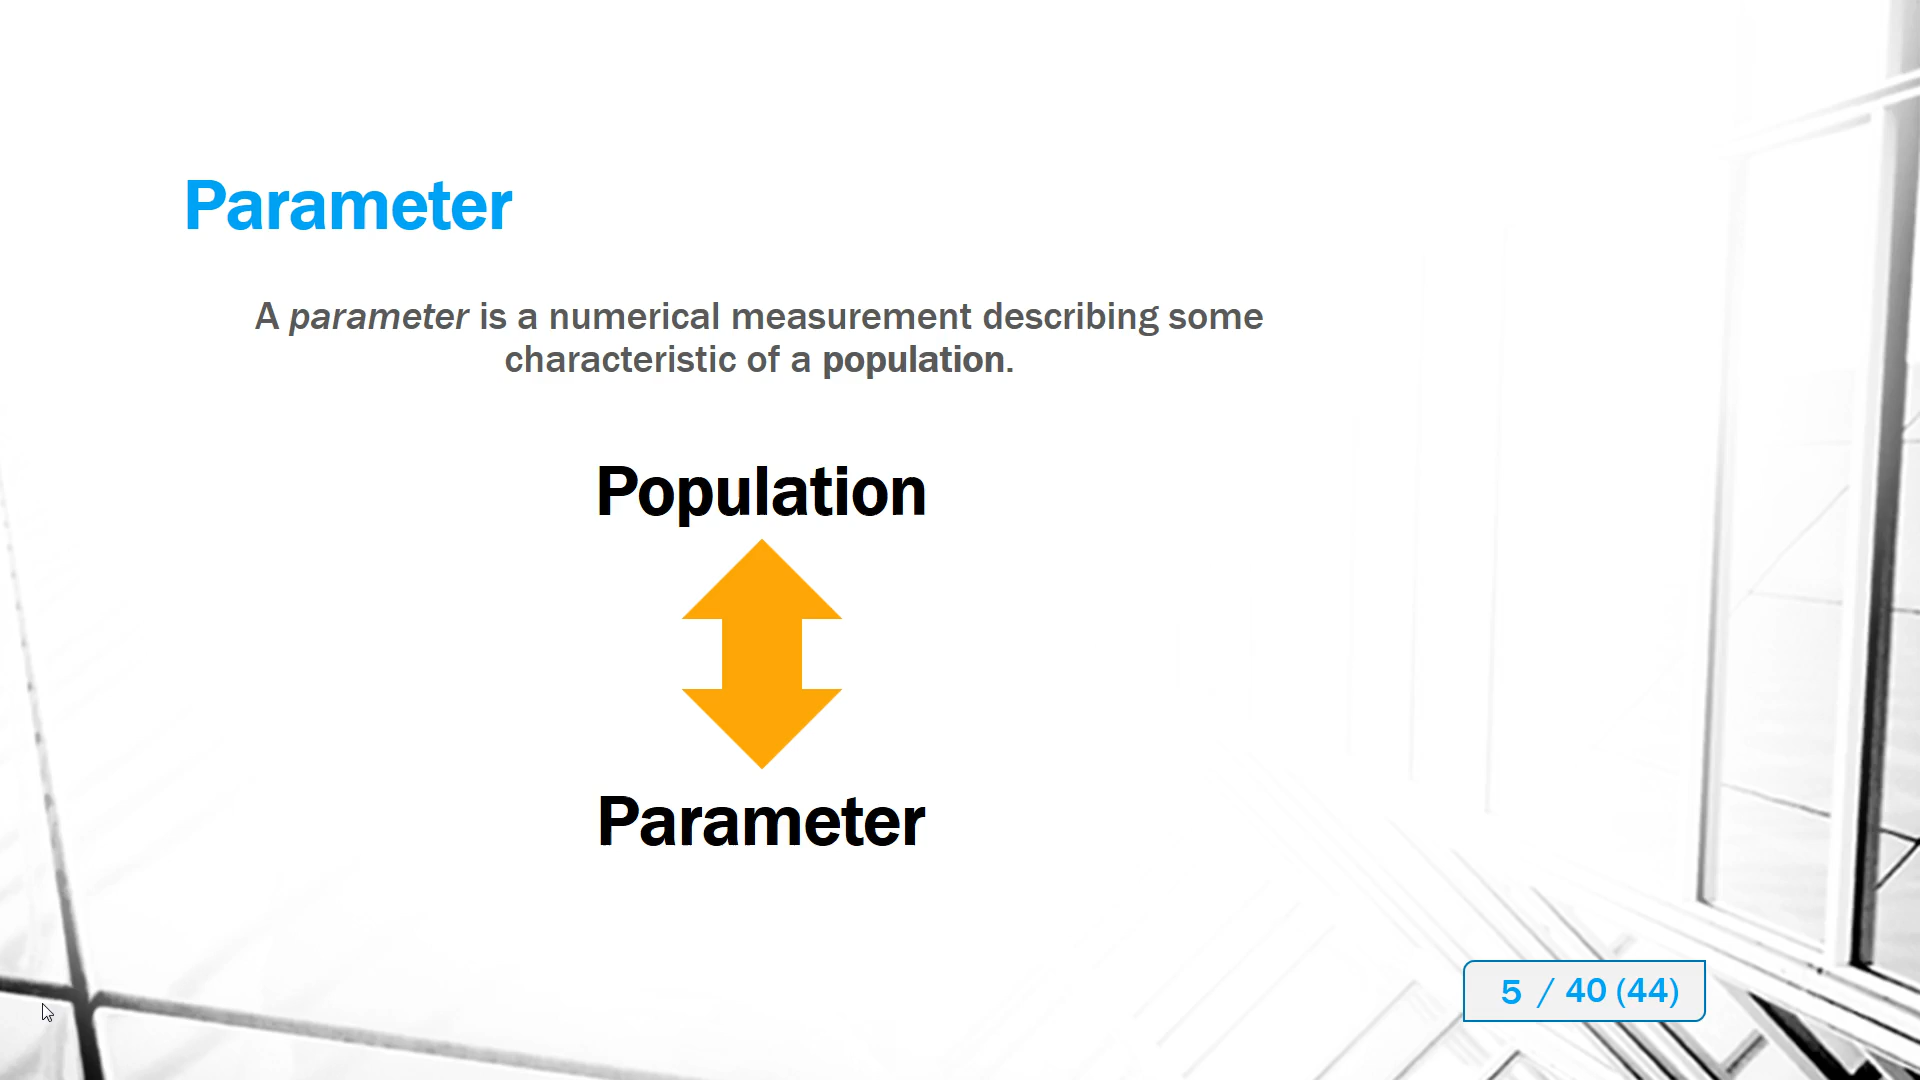 Parameter
A parameter is a numerical measurement describing some
characteristic of a population.
Population
Parameter
5 / 40 (44)